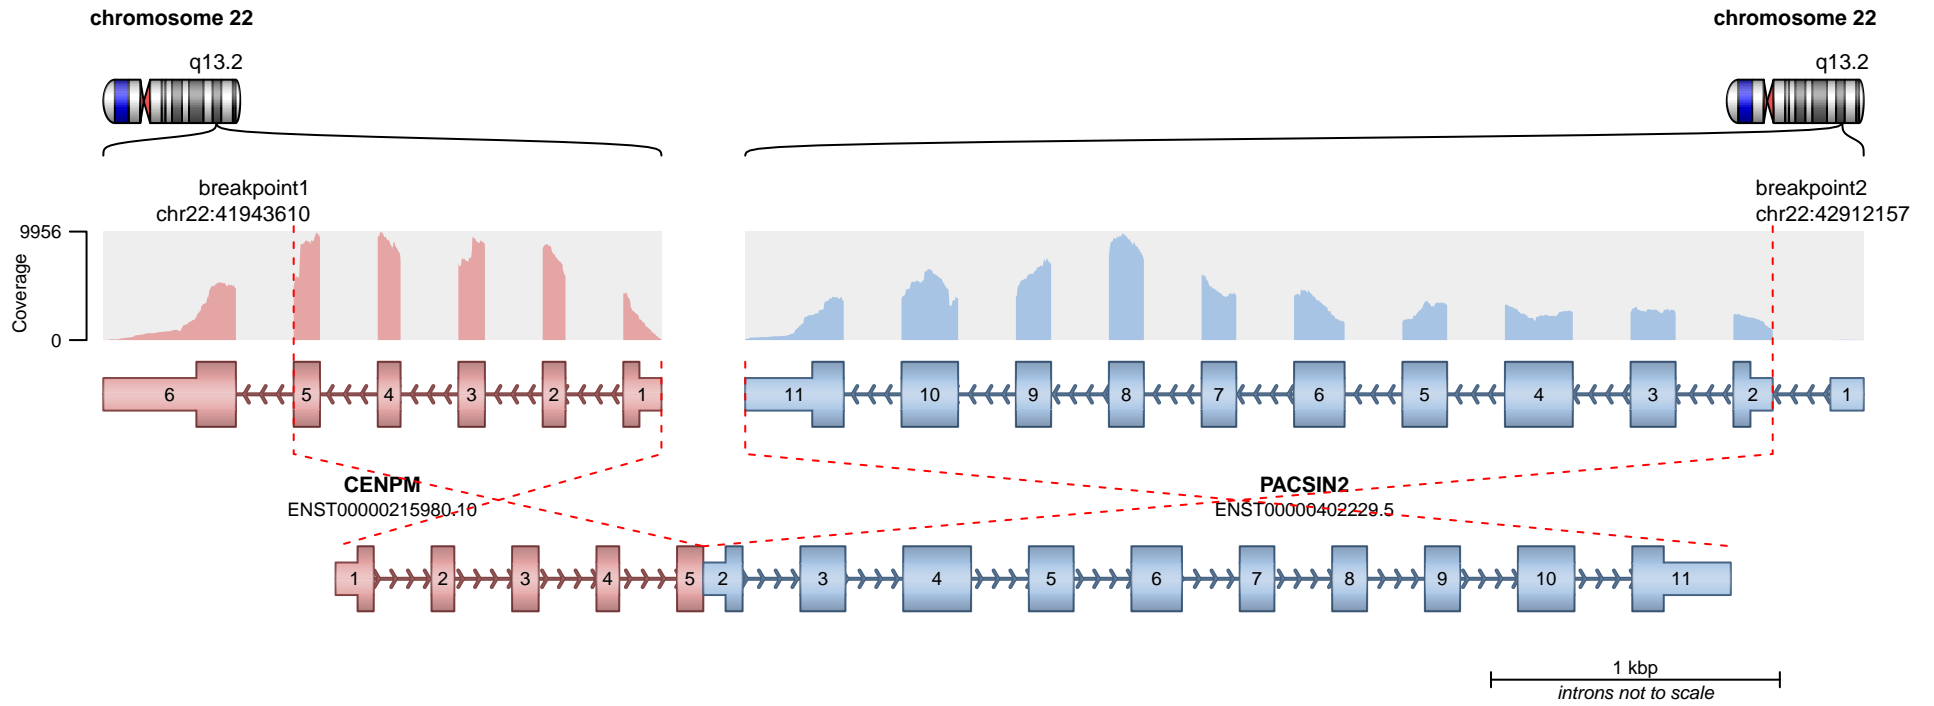 chromosome 22
chromosome 22
q13.2
q13.2
breakpoint1
chr22:41943610
breakpoint2
chr22:42912157
9956
Coverage
0
6 5 4 3 2 1
11 10 9 8 7 6 5 4 3 2 1
CENPM
ENST00000215980.10
PACSIN2
ENST00000402229.5
1 2 3 4 5 2 3 4 5 6 7 8 9 10 11
1 kbp
introns not to scale